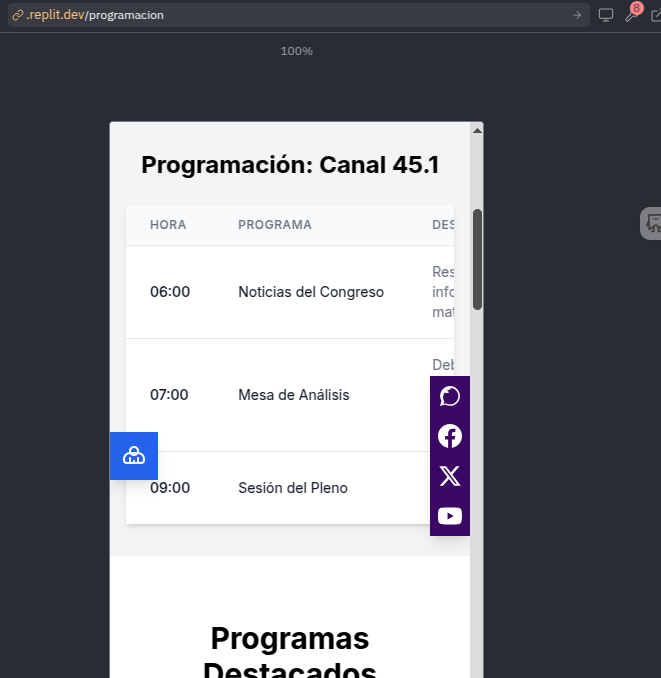 .replit.dev/programacion
8
100%
Programación: Canal 45.1
HORA PROGRAMA DES
Res
06:00 Noticias del Congreso info
mat
Deb
07:00 Mesa de Análisis
09:00 Sesión del Pleno
Programas
Destacados